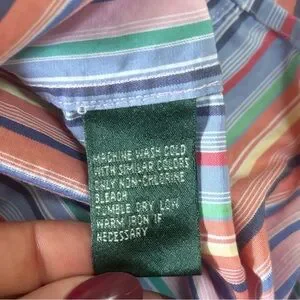 MACHINE WASH COLD
WITH SIMILAR COLORS
ONLY NON-CHLORINE
BLEACH
TUMBLE DRY LOW
WARM IRON IF
NECESSARY